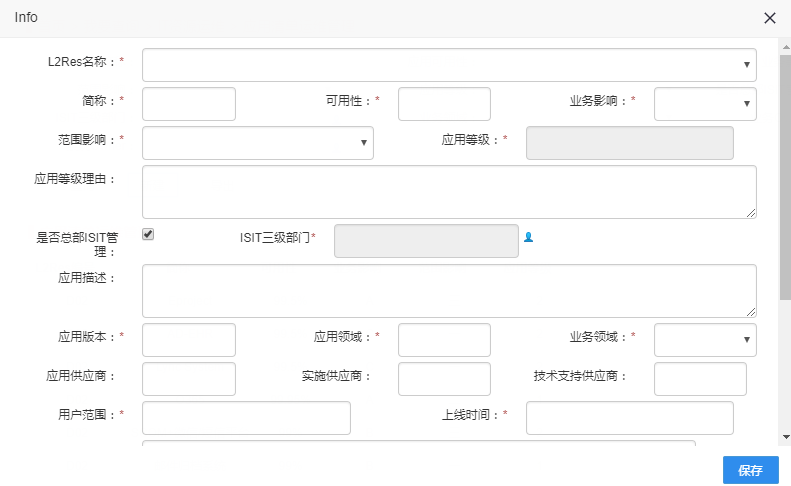 Info
L2Res名称：*
简称：* 可用性：* 业务影响：*
范围影响：* 应用等级：*
应用等级理由：
是否总部ISIT管 ISIT三级部门*
理：
应用描述：
应用版本：* 应用领域：* 业务领域：*
应用供应商： 实施供应商： 技术支持供应商：
用户范围：* 上线时间：*
保存